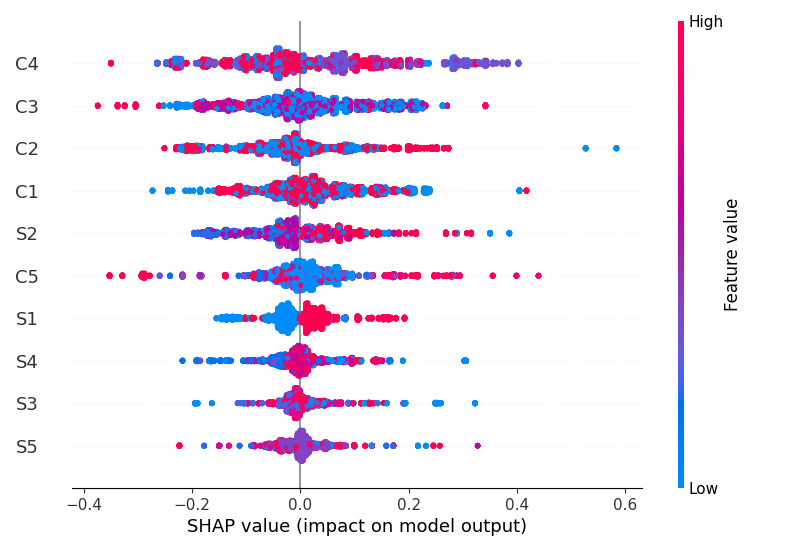 High
C4
C3
C2
C1
S2
C5
S1
S4
S3
S5
Feature value
Low
−0.4 −0.2 0.0 0.2 0.4 0.6
SHAP value (impact on model output)